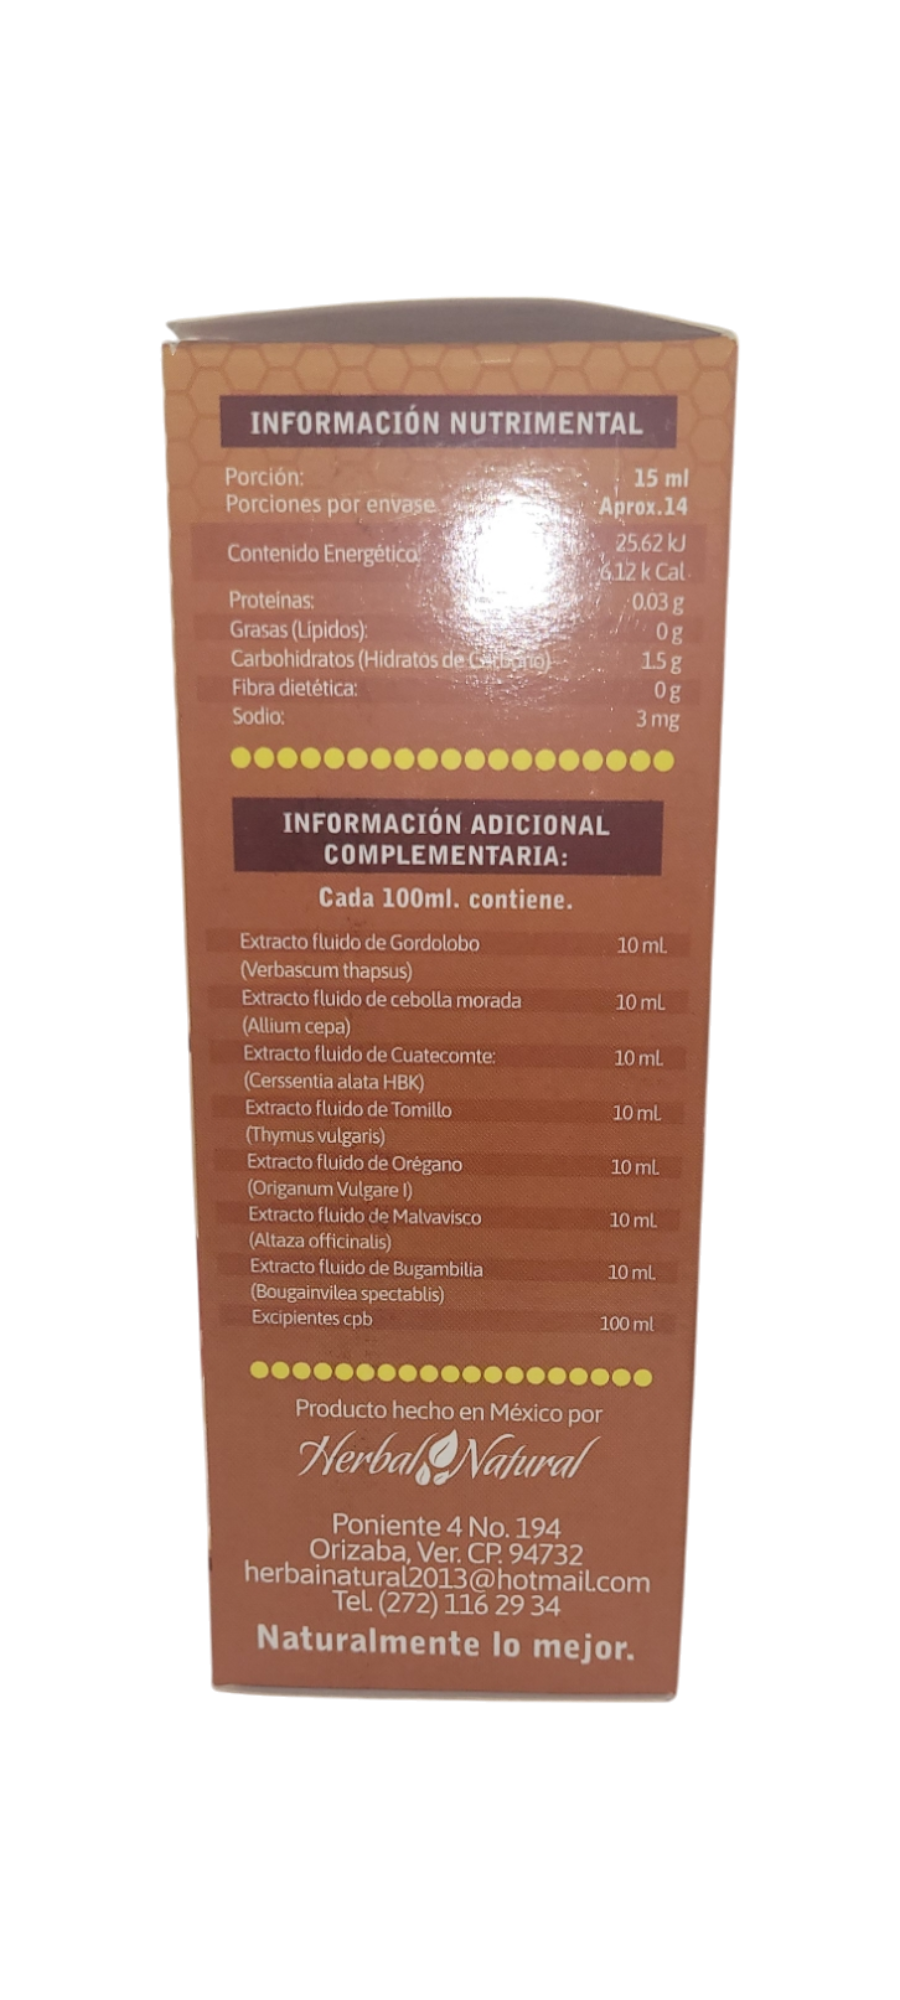 INFORMACIÓN NUTRIMENTAL
Porción: 15 ml
Porciones por envase Aprox.14
Contenido Energético: 25.62 kJ
6.12 k Cal
Proteinas: 0.03 g
Grasas (Lípidos): 0 g
Carbohidratos (Hidratos de Carbono) 1.5 g
Fibra dietética: 0 g
Sodio: 3 mg
INFORMACIÓN ADICIONAL
COMPLEMENTARIA:
Cada 100ml. contiene.
Extracto fluido de Gordolobo 10 ml.
(Verbascum thapsus)
Extracto fluido de cebolla morada 10 ml.
(Allium cepa)
Extracto fluido de Cuatecomte: 10 ml.
(Cerssentia alata HBK)
Extracto fluido de Tomillo 10 ml.
(Thymus vulgaris)
Extracto fluido de Orégano 10 ml.
(Origanum Vulgare l)
Extracto fluido de Malvavisco 10 ml.
(Altaza officinalis)
Extracto fluido de Bugambilia 10 ml.
(Bougainvilea spectablis)
Excipientes cpb 100 ml
Producto hecho en México por
Herbal Natural
Poniente 4 No. 194
Orizaba, Ver. CP. 94732
herbainatural2013@hotmail.com
Tel. (272) 116 29 34
Naturalmente lo mejor.